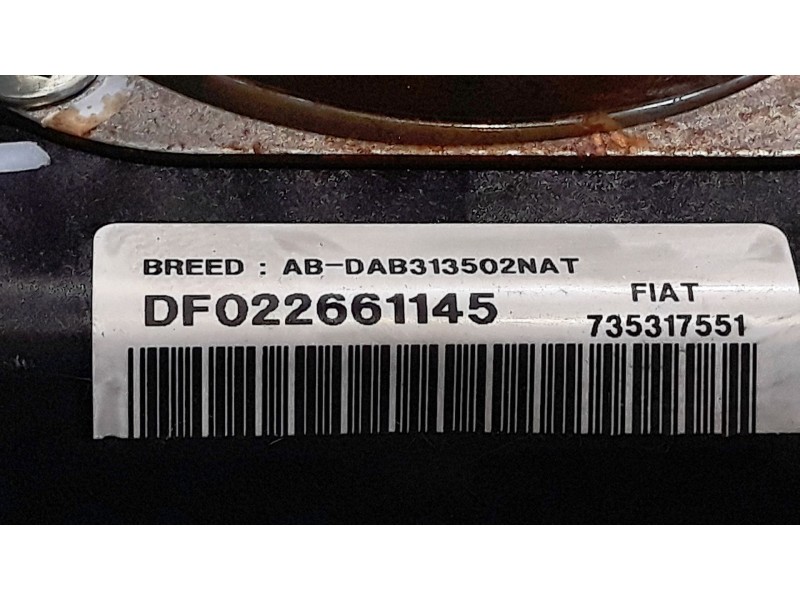 BREED : AB-DAB313502NAT
DF022661145
FIAT
735317551